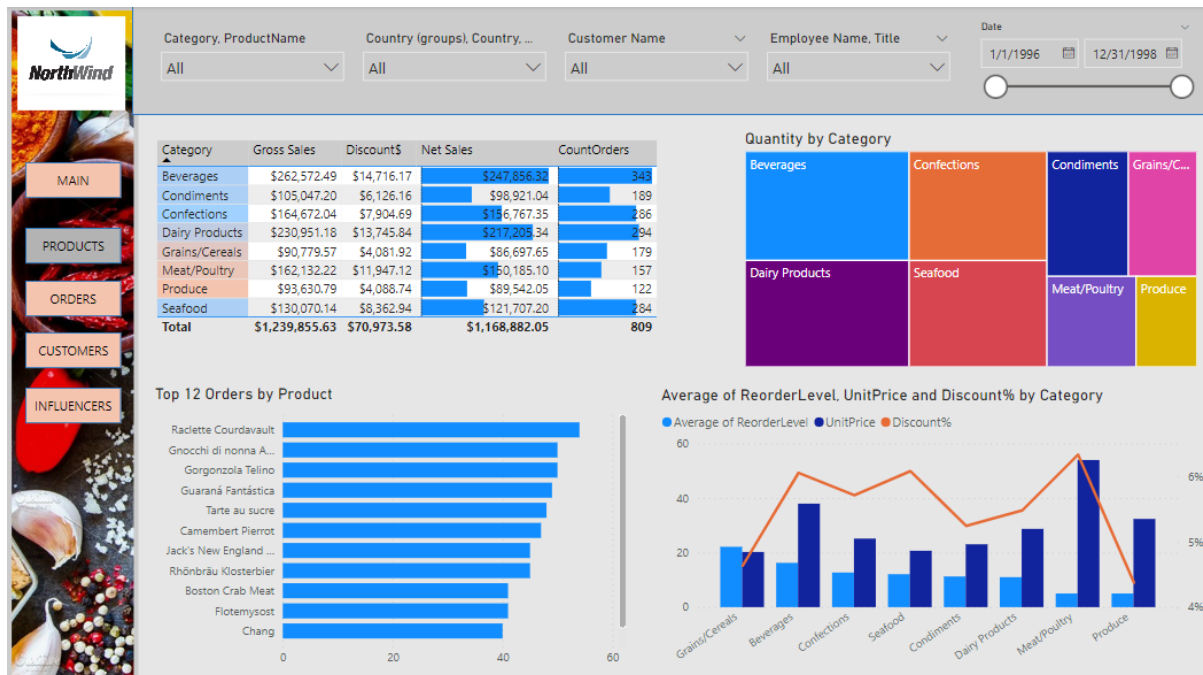 NorthWind
Category, ProductName
All
Country (groups), Country, ...
All
Customer Name
All
Employee Name, Title
All
Date
1/1/1996 12/31/1998
MAIN
PRODUCTS
ORDERS
CUSTOMERS
INFLUENCERS
Category Gross Sales Discount$ Net Sales CountOrders
Beverages $262,572.49 $14,716.17 $247,856.32 343
Condiments $105,047.20 $6,126.16 $98,921.04 189
Confections $164,672.04 $7,904.69 $156,767.35 286
Dairy Products $230,951.18 $13,745.84 $217,205.34 294
Grains/Cereals $90,779.57 $4,081.92 $86,697.65 179
Meat/Poultry $162,132.22 $11,947.12 $150,185.10 157
Produce $93,630.79 $4,088.74 $89,542.05 122
Seafood $130,070.14 $8,362.94 $121,707.20 284
Total $1,239,855.63 $70,973.58 $1,168,882.05 809
Quantity by Category
Beverages
Confections
Condiments
Grains/C...
Dairy Products
Seafood
Meat/Poultry
Produce
Top 12 Orders by Product
Raclette Courdavault
Gnocchi di nonna A...
Gorgonzola Telino
Guaraná Fantástica
Tarte au sucre
Camembert Pierrot
Jack's New England ...
Rhönbräu Klosterbier
Boston Crab Meat
Flotemysost
Chang
0 20 40 60
Average of ReorderLevel, UnitPrice and Discount% by Category
Average of ReorderLevel UnitPrice Discount%
60
40
20
0
6%
5%
4%
Grains/Cereals
Beverages
Confections
Seafood
Condiments
Dairy Products
Meat/Poultry
Produce